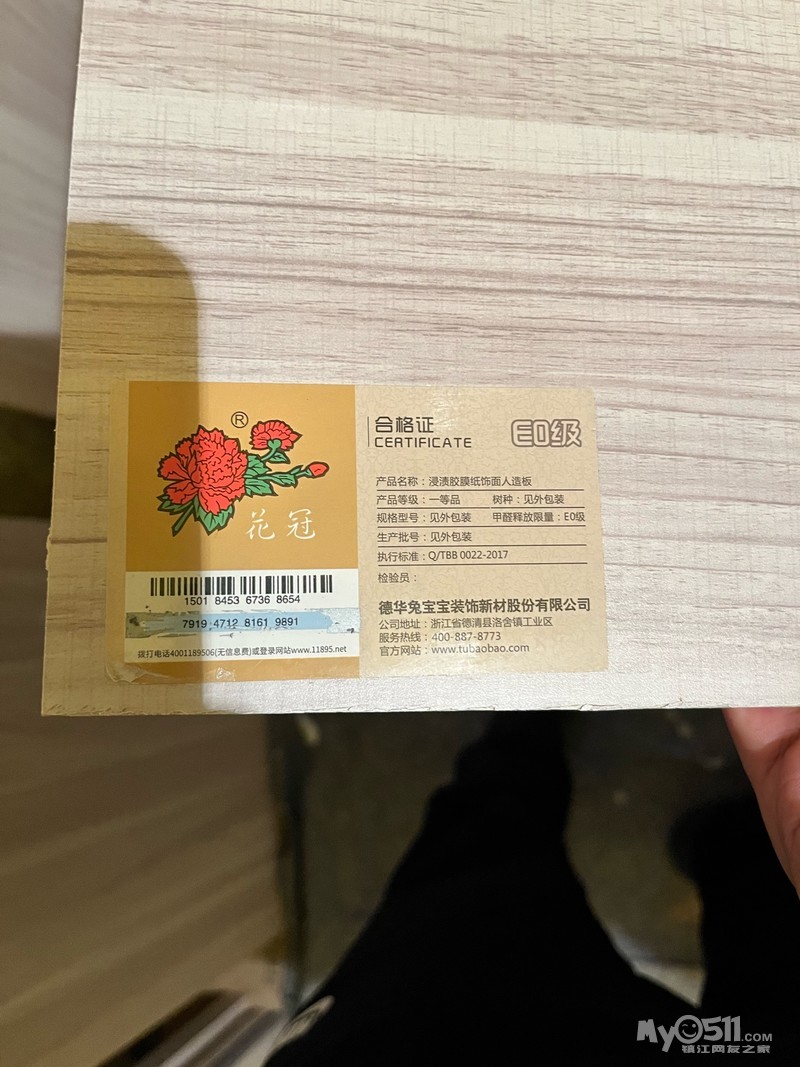 ®
花冠
1501 8453 6736 8654
7919 4712 8161 9891
拨打电话4001189506(无信息费)或登录网站www.11895.net
合格证
CERTIFICATE
E0级
产品名称：浸渍胶膜纸饰面人造板
产品等级：一等品 树种：见外包装
规格型号：见外包装 甲醛释放限量：E0级
生产批号：见外包装
执行标准：Q/TBB 0022-2017
检验员：
德华兔宝宝装饰新材股份有限公司
公司地址：浙江省德清县洛舍镇工业区
服务热线：400-887-8773
官方网站：www.tubaobao.com
My0511.COM
镇江网友之家